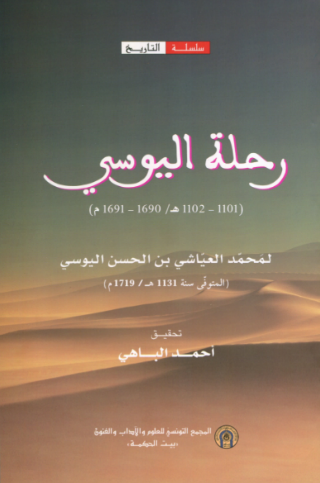 سلسلة التاريخ
رحلة اليوسي
(1101 - 1102 هـ/ 1690 - 1691 م)
لمحمّد العيّاشي بن الحسن اليوسي
(المتوفّى سنة 1131 هـ / 1719 م)
تحقيق
أحمد الباهي
المجمع التونسي للعلوم والآداب والفنون
«بيت الحكمة»